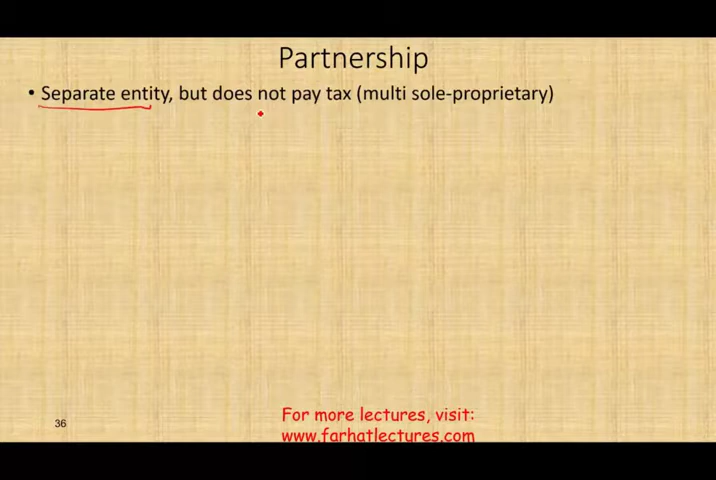 Partnership
• Separate entity, but does not pay tax (multi sole-proprietary)
For more lectures, visit:
36
www.farhatlectures.com